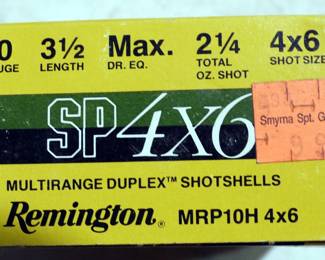 0 3½ Max. 2¼ 4x6
UGE LENGTH DR. EQ. TOTAL OZ. SHOT SHOT SIZE
SP4x6
Smyrna Spt. G
MULTIRANGE DUPLEX™ SHOTSHELLS
Remington® MRP10H 4x6